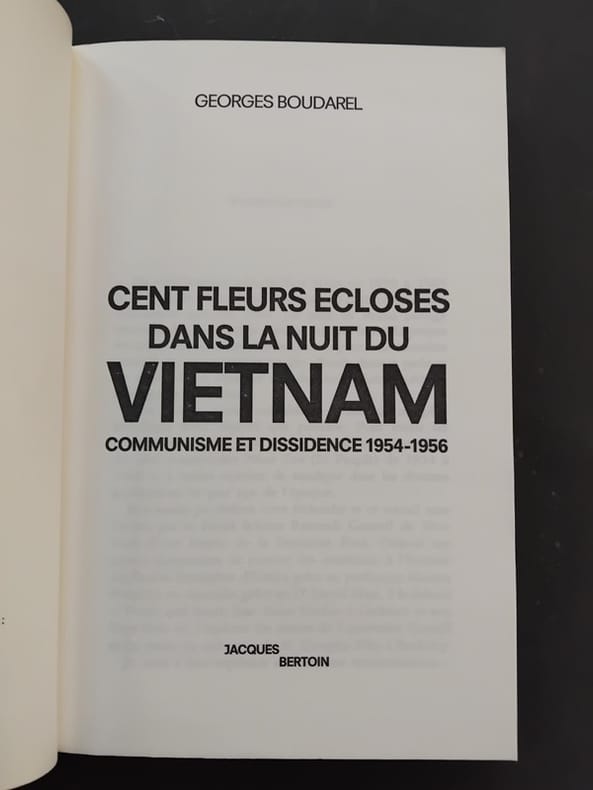 GEORGES BOUDAREL
CENT FLEURS ECLOSES
DANS LA NUIT DU
VIETNAM
COMMUNISME ET DISSIDENCE 1954-1956
JACQUES
BERTOIN
: